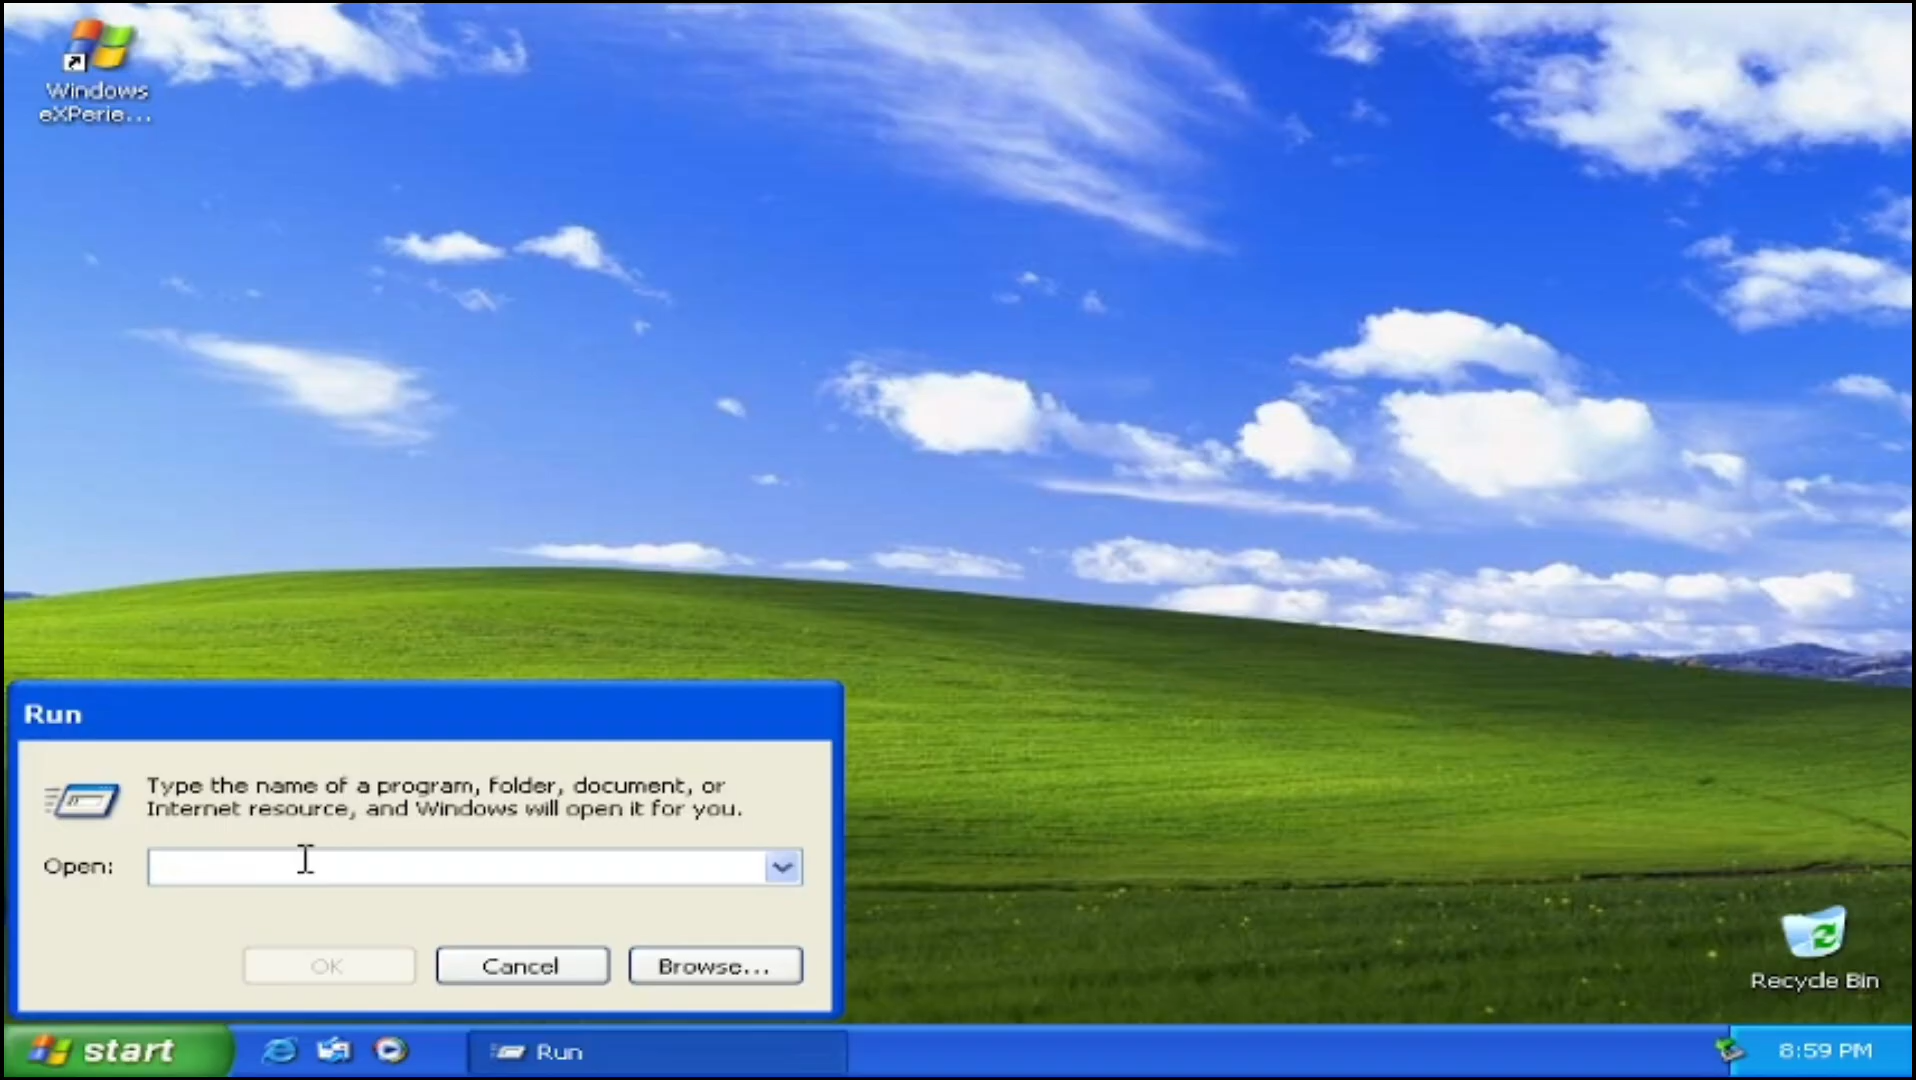 Windows
eXPerie...
Run
Type the name of a program, folder, document, or
Internet resource, and Windows will open it for you.
Open:
OK
Cancel
Browse...
Recycle Bin
start
Run
8:59 PM